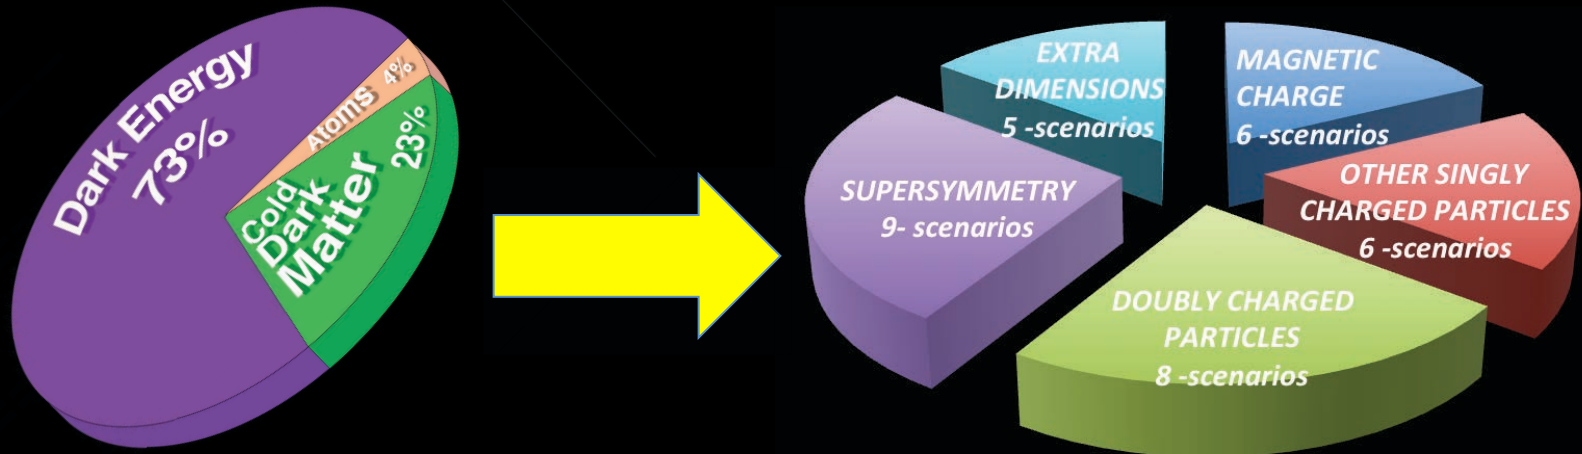 Dark Energy
73%
Atoms 4%
Cold
Dark
Matter
23%
EXTRA
DIMENSIONS
5 -scenarios
MAGNETIC
CHARGE
6 -scenarios
SUPERSYMMETRY
9- scenarios
OTHER SINGLY
CHARGED PARTICLES
6 -scenarios
DOUBLY CHARGED
PARTICLES
8 -scenarios